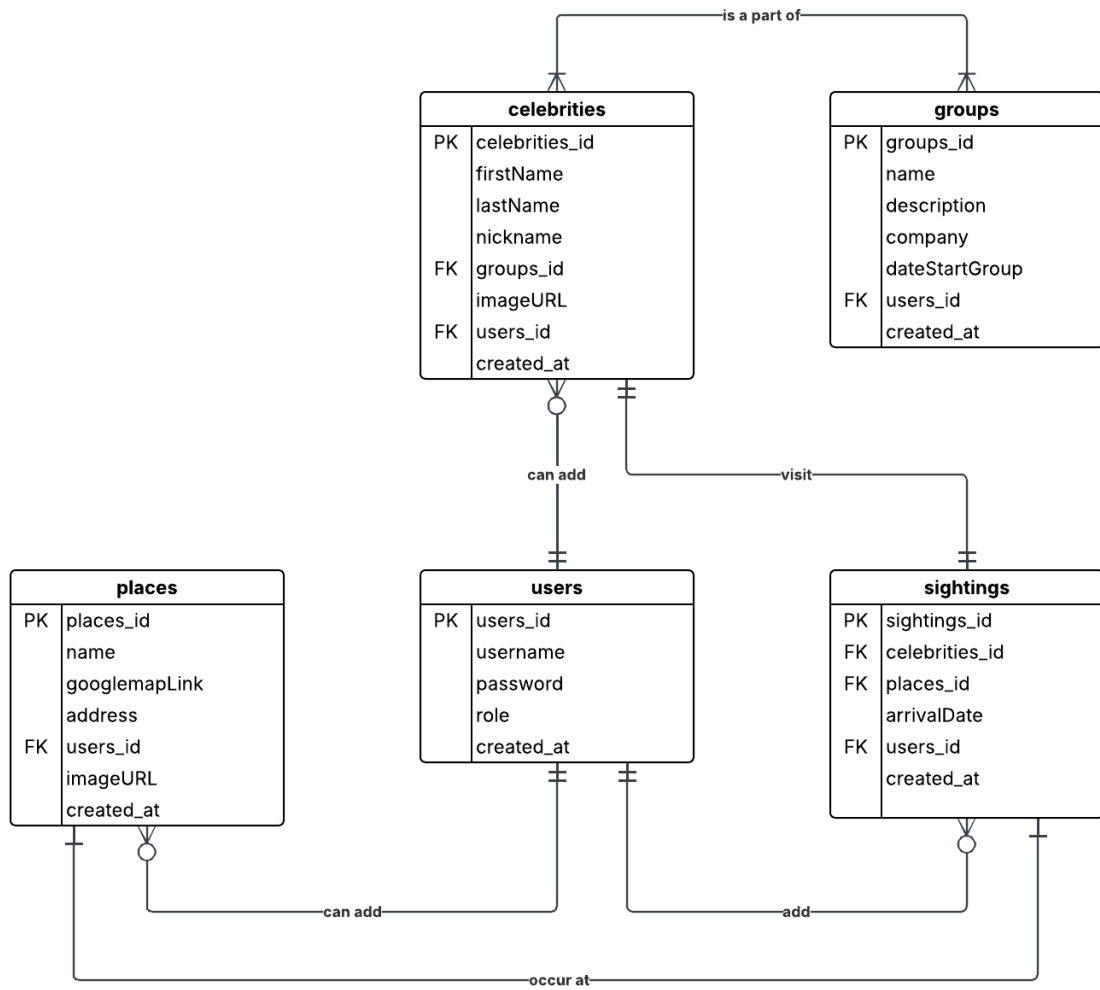 is a part of
celebrities
PK celebrities_id
firstName
lastName
nickname
FK groups_id
imageURL
FK users_id
created_at
groups
PK groups_id
name
description
company
dateStartGroup
FK users_id
created_at
can add
visit
places
PK places_id
name
googlemapLink
address
FK users_id
imageURL
created_at
users
PK users_id
username
password
role
created_at
sightings
PK sightings_id
FK celebrities_id
FK places_id
arrivalDate
FK users_id
created_at
can add
add
occur at